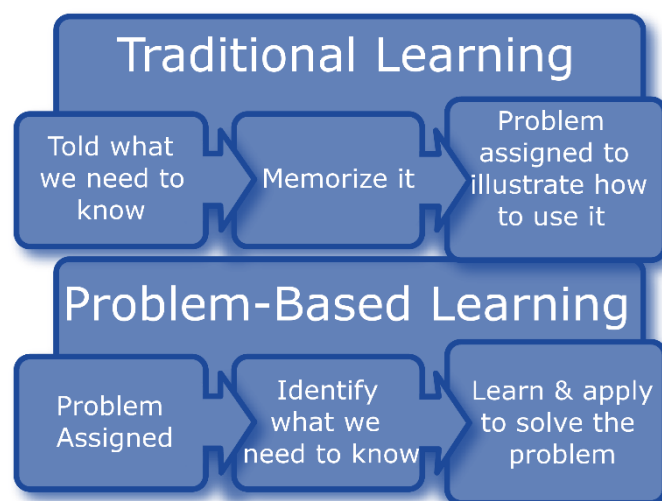 Traditional Learning
Told what
we need to
know
Memorize it
Problem
assigned to
illustrate how
to use it
Problem-Based Learning
Problem
Assigned
Identify
what we
need to know
Learn & apply
to solve the
problem